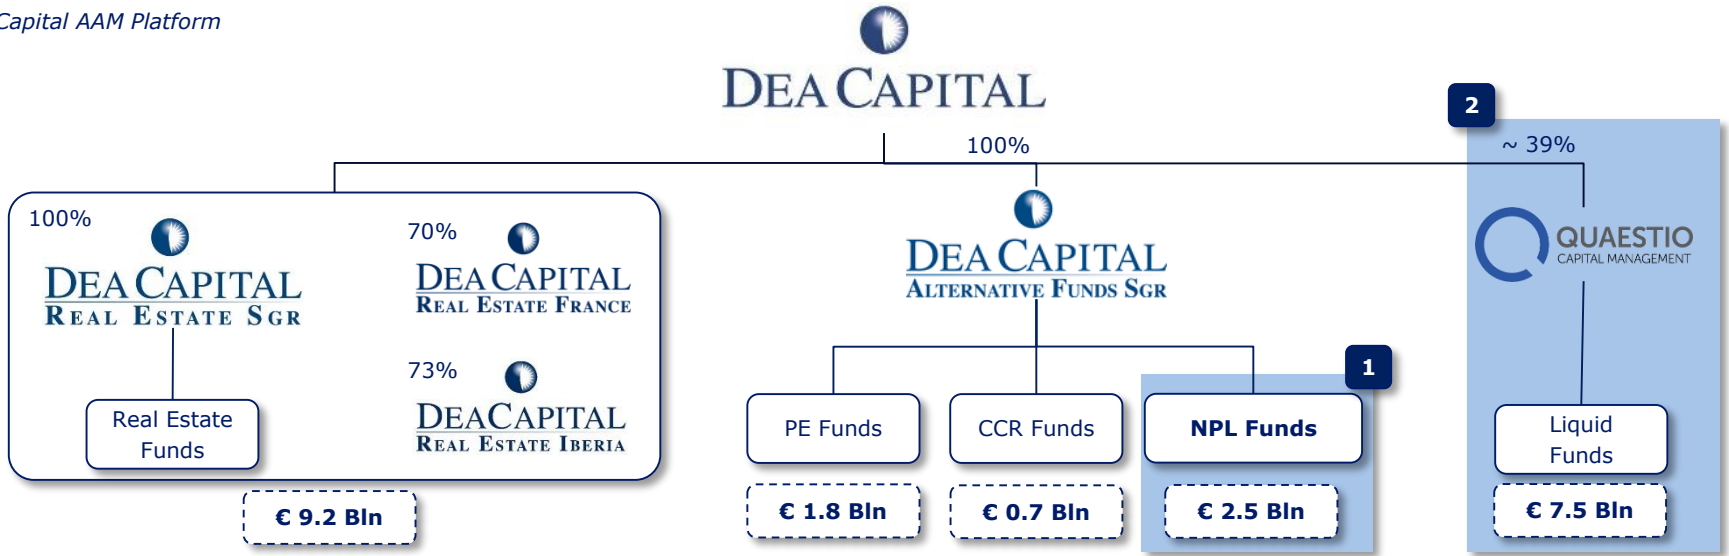 Capital AAM Platform
DEA CAPITAL
2
100%
~ 39%
100%
DEA CAPITAL
REAL ESTATE SGR
70%
DEA CAPITAL
REAL ESTATE FRANCE
73%
DEACAPITAL
REAL ESTATE IBERIA
DEA CAPITAL
ALTERNATIVE FUNDS SGR
QUAESTIO
CAPITAL MANAGEMENT
1
Real Estate
Funds
PE Funds
CCR Funds
NPL Funds
Liquid
Funds
€ 9.2 Bln
€ 1.8 Bln
€ 0.7 Bln
€ 2.5 Bln
€ 7.5 Bln